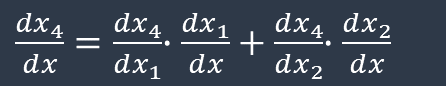 dx₄/dx = dx₄/dx₁ · dx₁/dx + dx₄/dx₂ · dx₂/dx